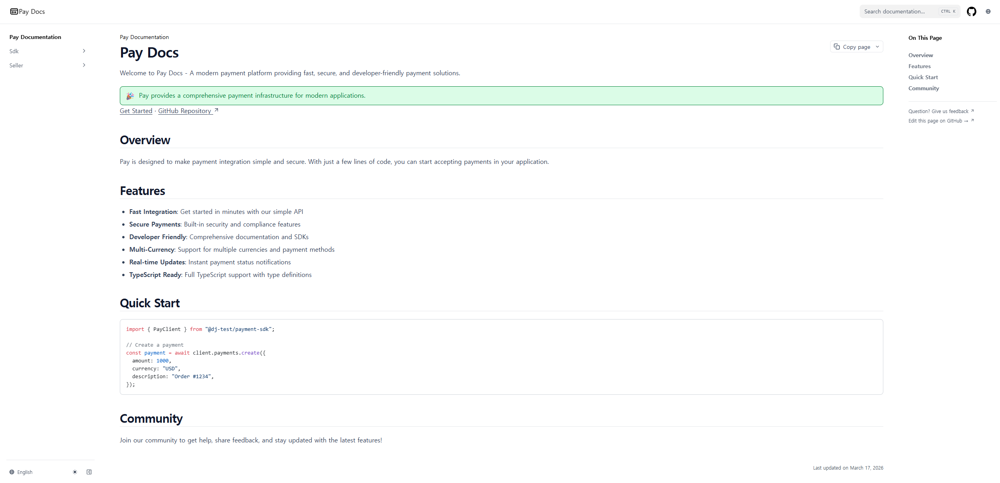 Pay Docs
Search documentation...
CTRL K
Pay Documentation
Sdk
Seller
Pay Documentation
Pay Docs
Copy page
Welcome to Pay Docs - A modern payment platform providing fast, secure, and developer-friendly payment solutions.
🎉 Pay provides a comprehensive payment infrastructure for modern applications.
Get Started · GitHub Repository ↗
Overview
Pay is designed to make payment integration simple and secure. With just a few lines of code, you can start accepting payments in your application.
Features
• Fast Integration: Get started in minutes with our simple API
• Secure Payments: Built-in security and compliance features
• Developer Friendly: Comprehensive documentation and SDKs
• Multi-Currency: Support for multiple currencies and payment methods
• Real-time Updates: Instant payment status notifications
• TypeScript Ready: Full TypeScript support with type definitions
Quick Start
import { PayClient } from "@dj-test/payment-sdk";
// Create a payment
const payment = await client.payments.create({
  amount: 1000,
  currency: "USD",
  description: "Order #1234",
});
Community
Join our community to get help, share feedback, and stay updated with the latest features!
Last updated on March 17, 2026
On This Page
Overview
Features
Quick Start
Community
Question? Give us feedback ↗
Edit this page on GitHub → ↗
English